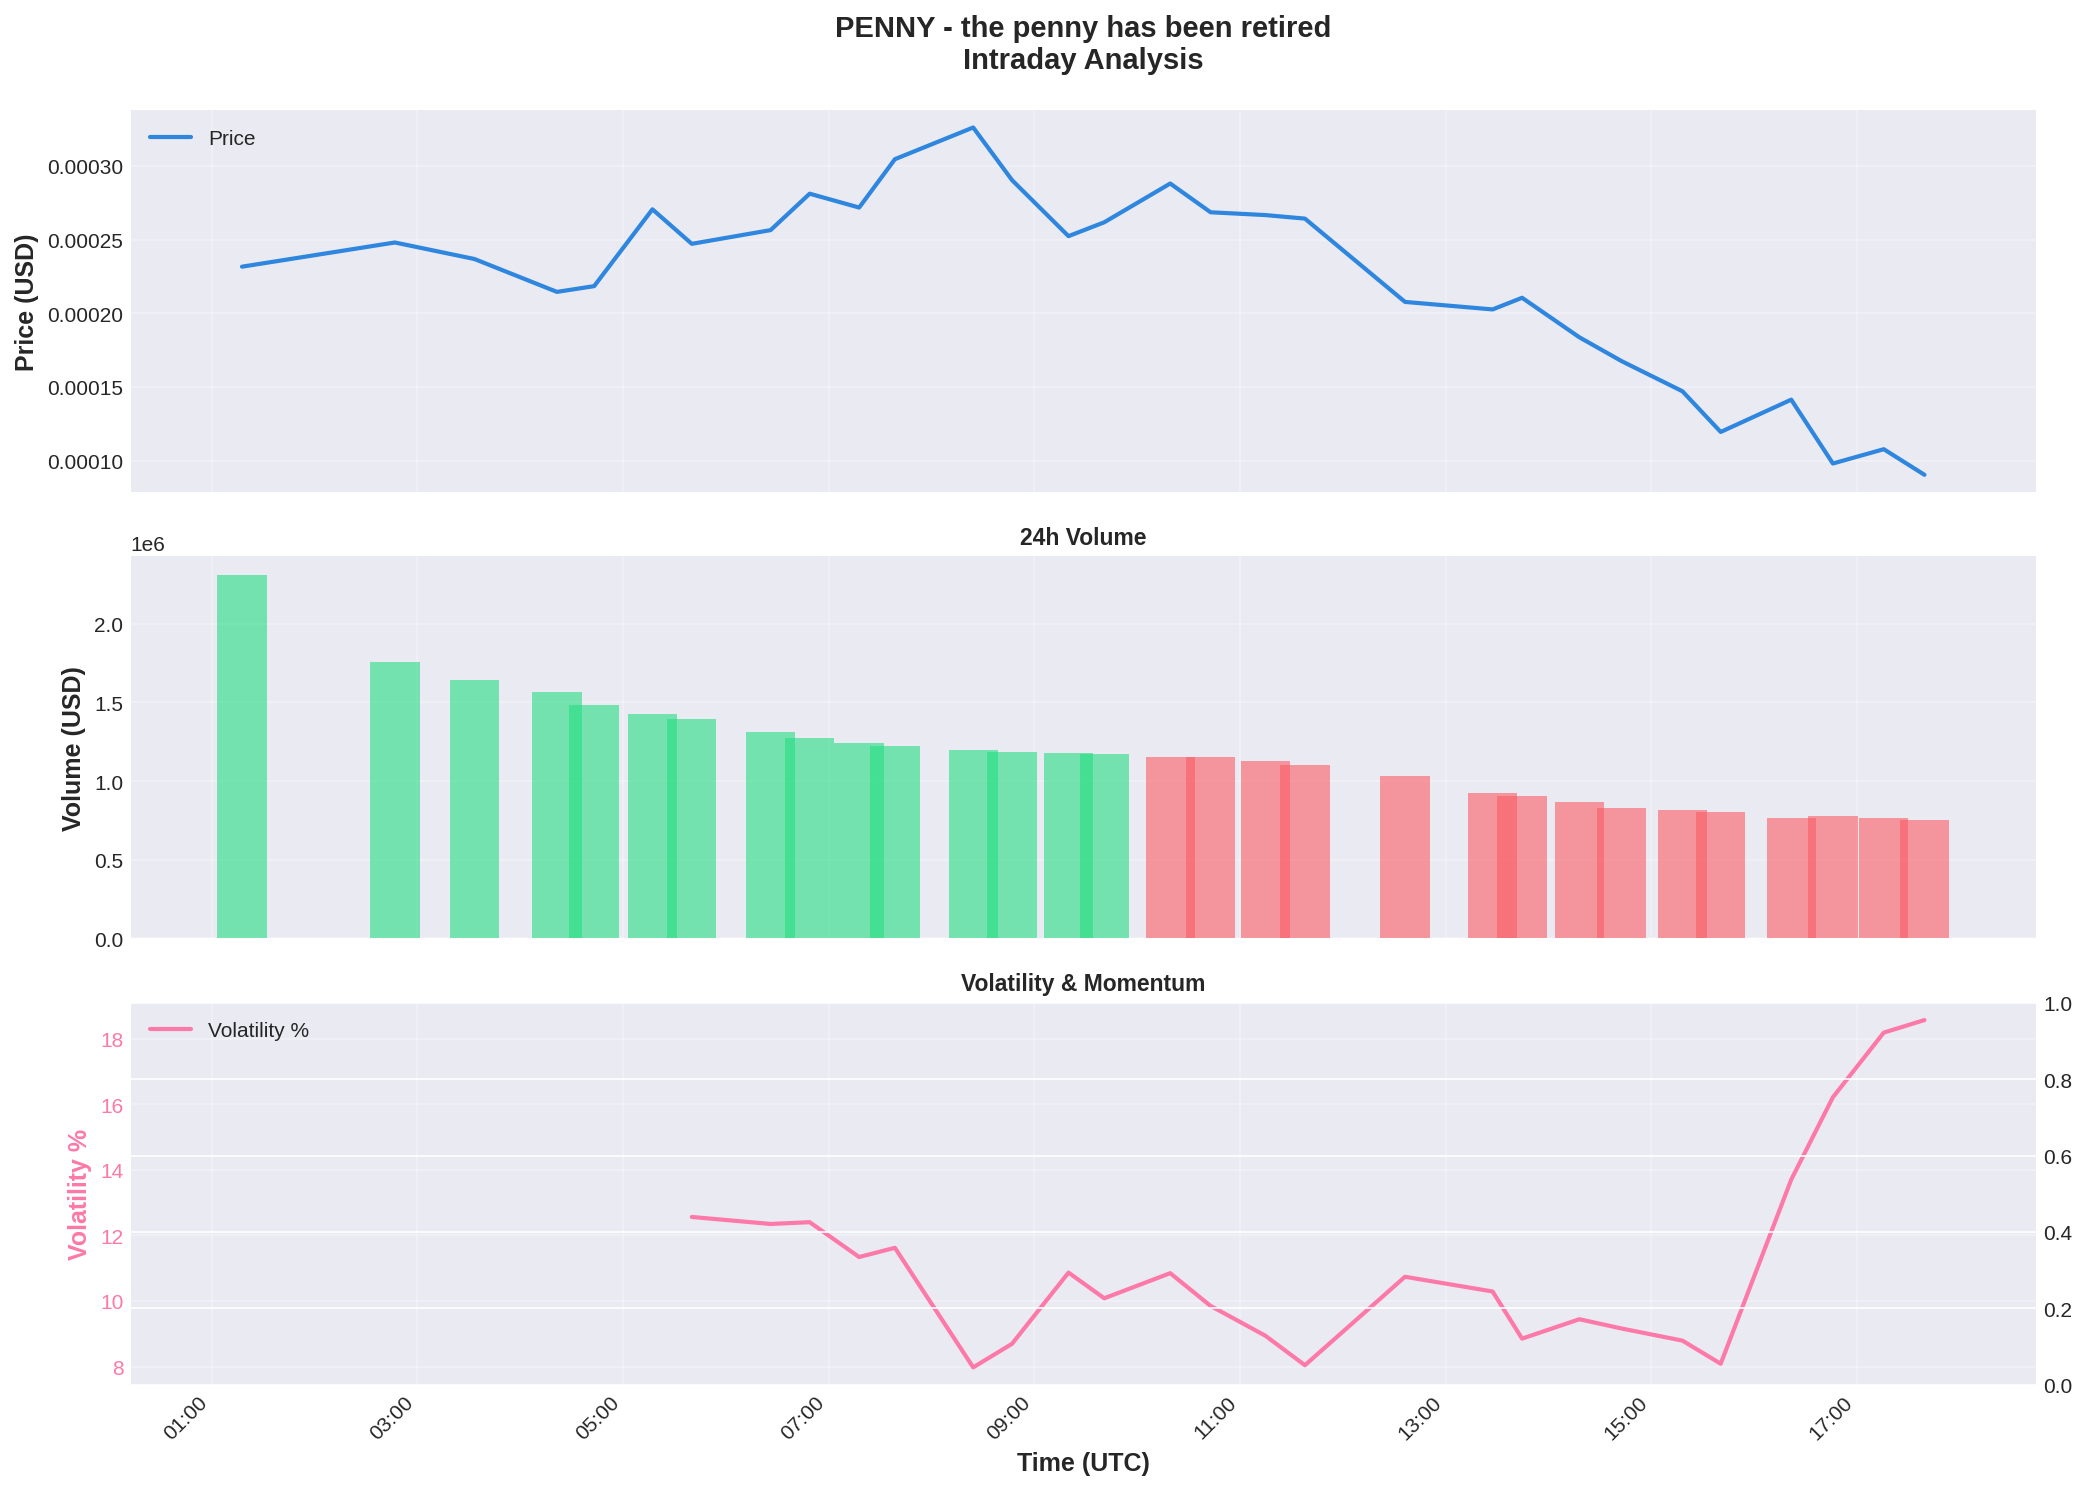 PENNY - the penny has been retired
Intraday Analysis
Price
0.00030
0.00025
0.00020
0.00015
0.00010
Price (USD)
24h Volume
1e6
2.0
1.5
1.0
0.5
0.0
Volume (USD)
Volatility & Momentum
Volatility %
18
16
14
12
10
8
Volatility %
1.0
0.8
0.6
0.4
0.2
0.0
01:00
03:00
05:00
07:00
09:00
11:00
13:00
15:00
17:00
Time (UTC)